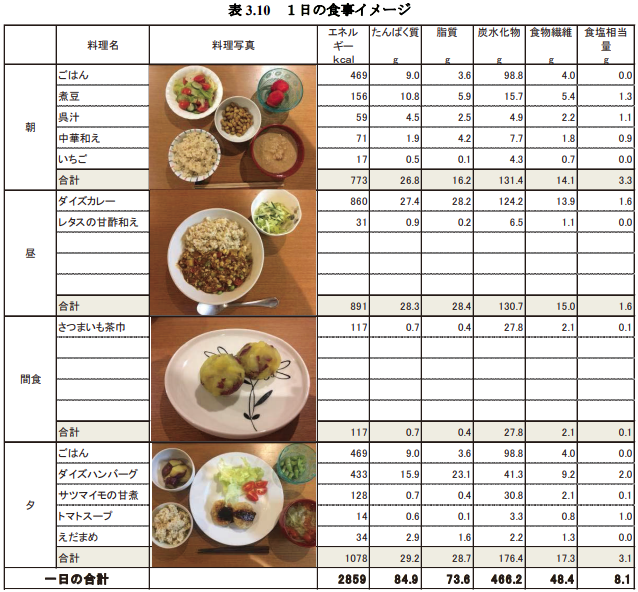 表 3.10　１日の食事イメージ
料理名 料理写真 エネルギー kcal たんぱく質 g 脂質 g 炭水化物 g 食物繊維 g 食塩相当量 g
朝
ごはん 469 9.0 3.6 98.8 4.0 0.0
煮豆 156 10.8 5.9 15.7 5.4 1.3
呉汁 59 4.5 2.5 4.9 2.2 1.1
中華和え 71 1.9 4.2 7.7 1.8 0.9
いちご 17 0.5 0.1 4.3 0.7 0.0
合計 773 26.8 16.2 131.4 14.1 3.3
昼
ダイズカレー 860 27.4 28.2 124.2 13.9 1.6
レタスの甘酢和え 31 0.9 0.2 6.5 1.1 0.0
合計 891 28.3 28.4 130.7 15.0 1.6
間食
さつまいも茶巾 117 0.7 0.4 27.8 2.1 0.1
合計 117 0.7 0.4 27.8 2.1 0.1
夕
ごはん 469 9.0 3.6 98.8 4.0 0.0
ダイズハンバーグ 433 15.9 23.1 41.3 9.2 2.0
サツマイモの甘煮 128 0.7 0.4 30.8 2.1 0.1
トマトスープ 14 0.6 0.1 3.3 0.8 1.0
えだまめ 34 2.9 1.6 2.2 1.3 0.0
合計 1078 29.2 28.7 176.4 17.3 3.1
一日の合計 2859 84.9 73.6 466.2 48.4 8.1